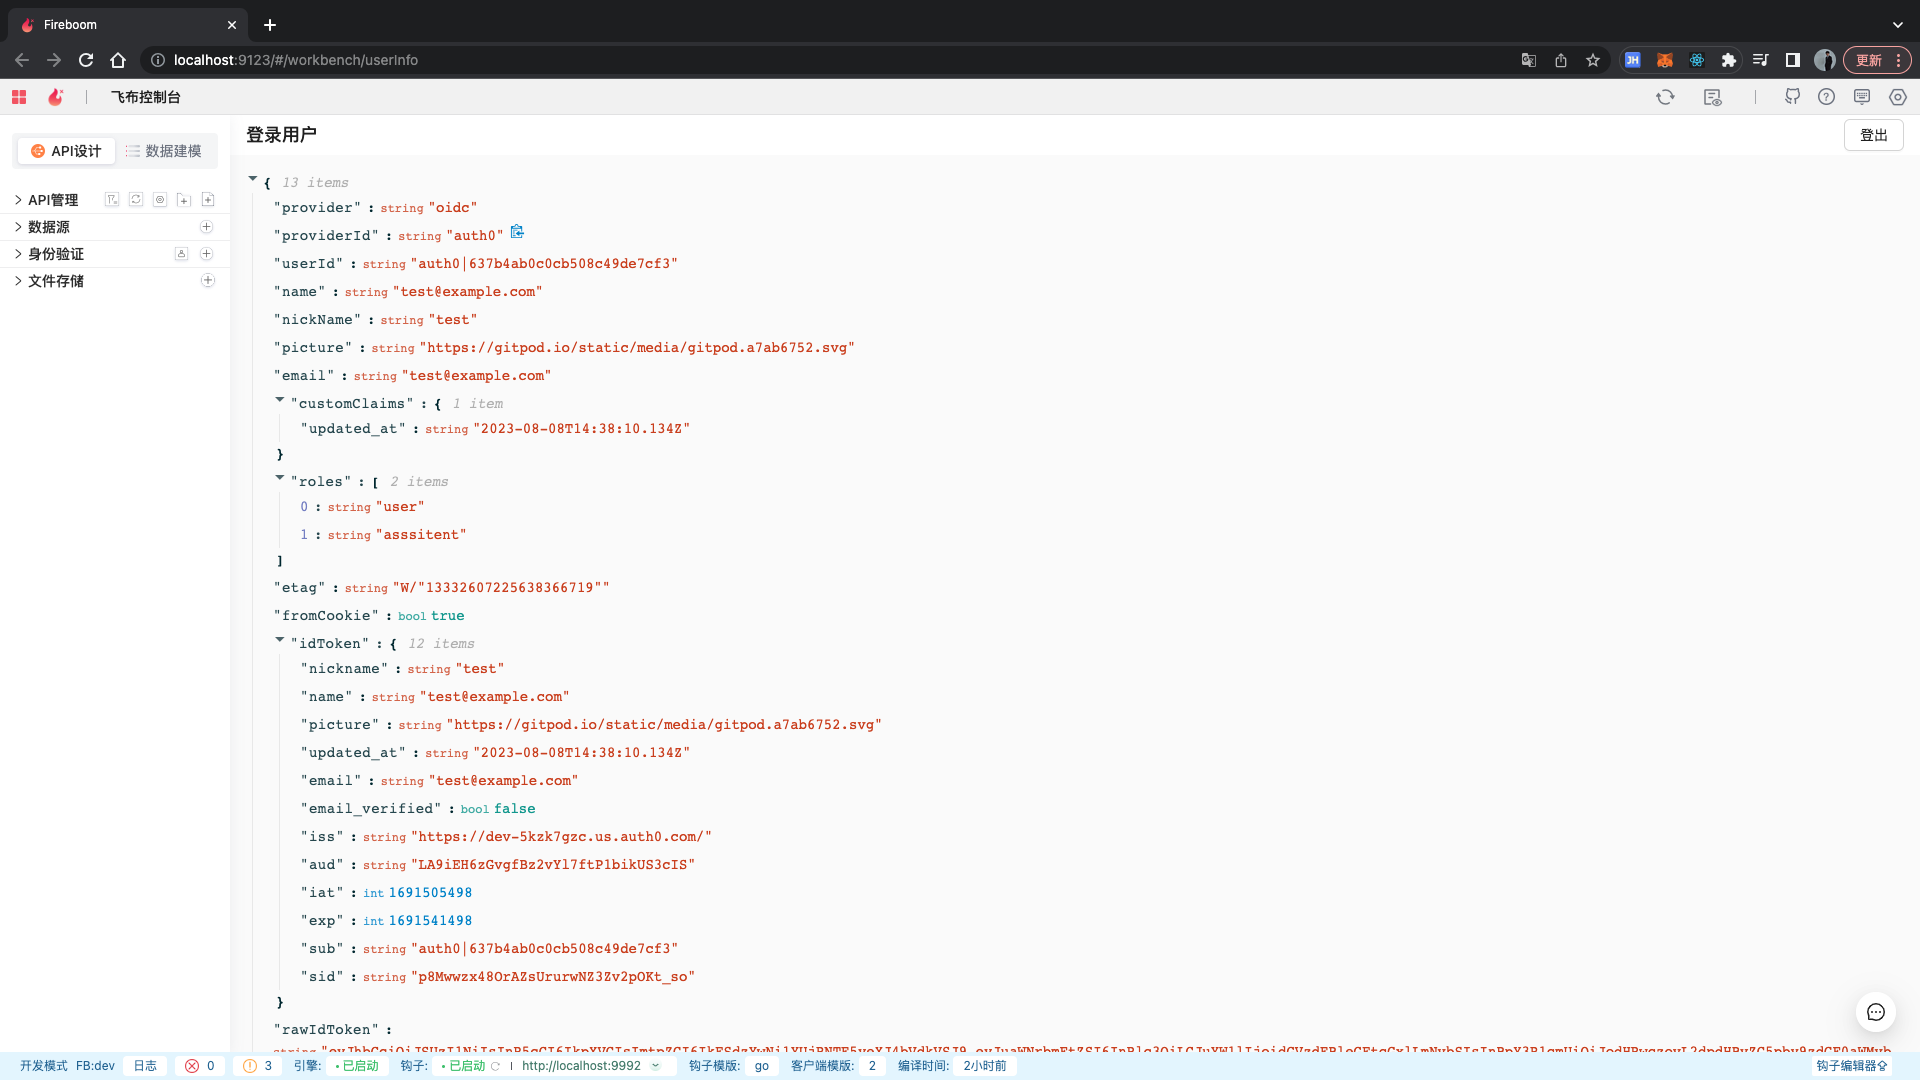 Fireboom
localhost:9123/#/workbench/userInfo
JH
更新
飞布控制台
API设计
数据建模
API管理
数据源
身份验证
文件存储
登录用户
登出
{ 13 items
"provider" : string "oidc"
"providerId" : string "auth0"
"userId" : string "auth0|637b4ab0c0cb508c49de7cf3"
"name" : string "test@example.com"
"nickName" : string "test"
"picture" : string "https://gitpod.io/static/media/gitpod.a7ab6752.svg"
"email" : string "test@example.com"
"customClaims" : { 1 item
"updated_at" : string "2023-08-08T14:38:10.134Z"
}
"roles" : [ 2 items
0 : string "user"
1 : string "asssitent"
]
"etag" : string "W/"13332607225638366719""
"fromCookie" : bool true
"idToken" : { 12 items
"nickname" : string "test"
"name" : string "test@example.com"
"picture" : string "https://gitpod.io/static/media/gitpod.a7ab6752.svg"
"updated_at" : string "2023-08-08T14:38:10.134Z"
"email" : string "test@example.com"
"email_verified" : bool false
"iss" : string "https://dev-5kzk7gzc.us.auth0.com/"
"aud" : string "LA9iEH6zGvgfBz2vYl7ftP1bikUS3cIS"
"iat" : int 1691505498
"exp" : int 1691541498
"sub" : string "auth0|637b4ab0c0cb508c49de7cf3"
"sid" : string "p8Mwwzx48OrAZsUrurwNZ3Zv2pOKt_so"
}
"rawIdToken" :
开发模式 FB:dev 日志 0 3 引擎: 已启动 钩子: 已启动 http://localhost:9992 钩子模版: go 客户端模版: 2 编译时间: 2小时前 钩子编辑器